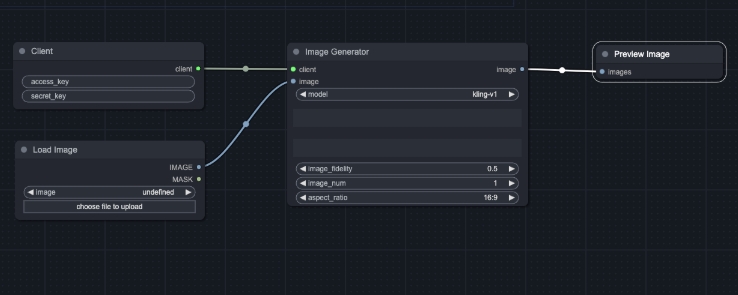 Client
client
access_key
secret_key
Load Image
IMAGE
MASK
image undefined
choose file to upload
Image Generator
client image
image
model kling-v1
image_fidelity 0.5
image_num 1
aspect_ratio 16:9
Preview Image
images